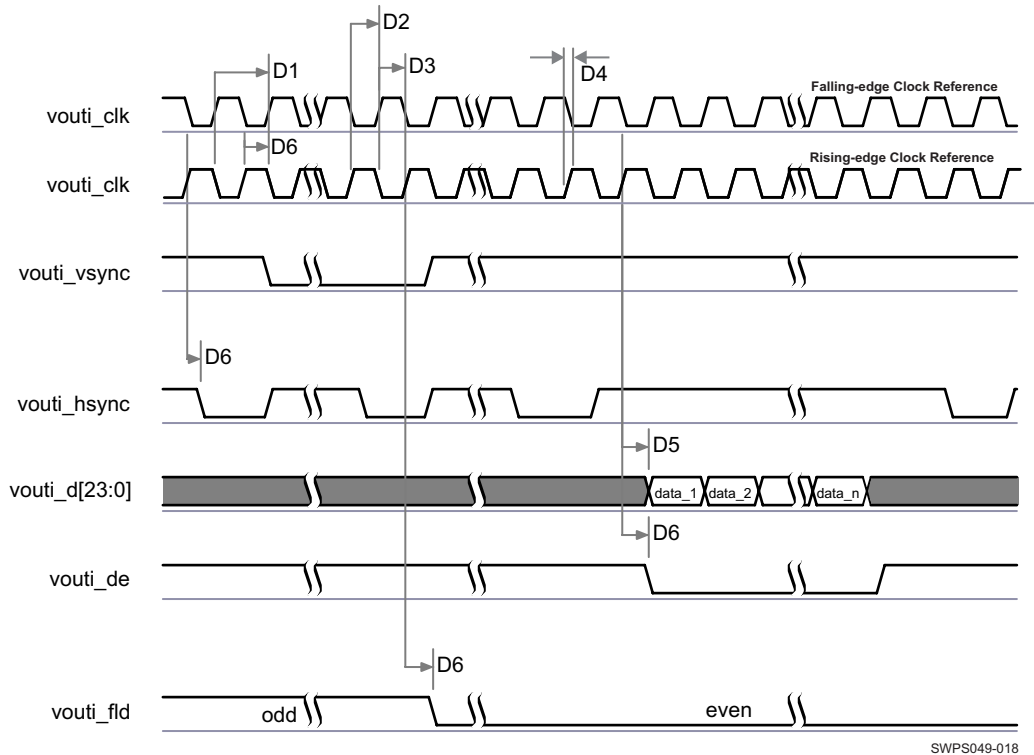 D2
D1
D3
D4
Falling-edge Clock Reference
vouti_clk
D6
Rising-edge Clock Reference
vouti_clk
vouti_vsync
D6
vouti_hsync
D5
vouti_d[23:0]
data_1 data_2 data_n
D6
vouti_de
D6
vouti_fld
odd
even
SWPS049-018